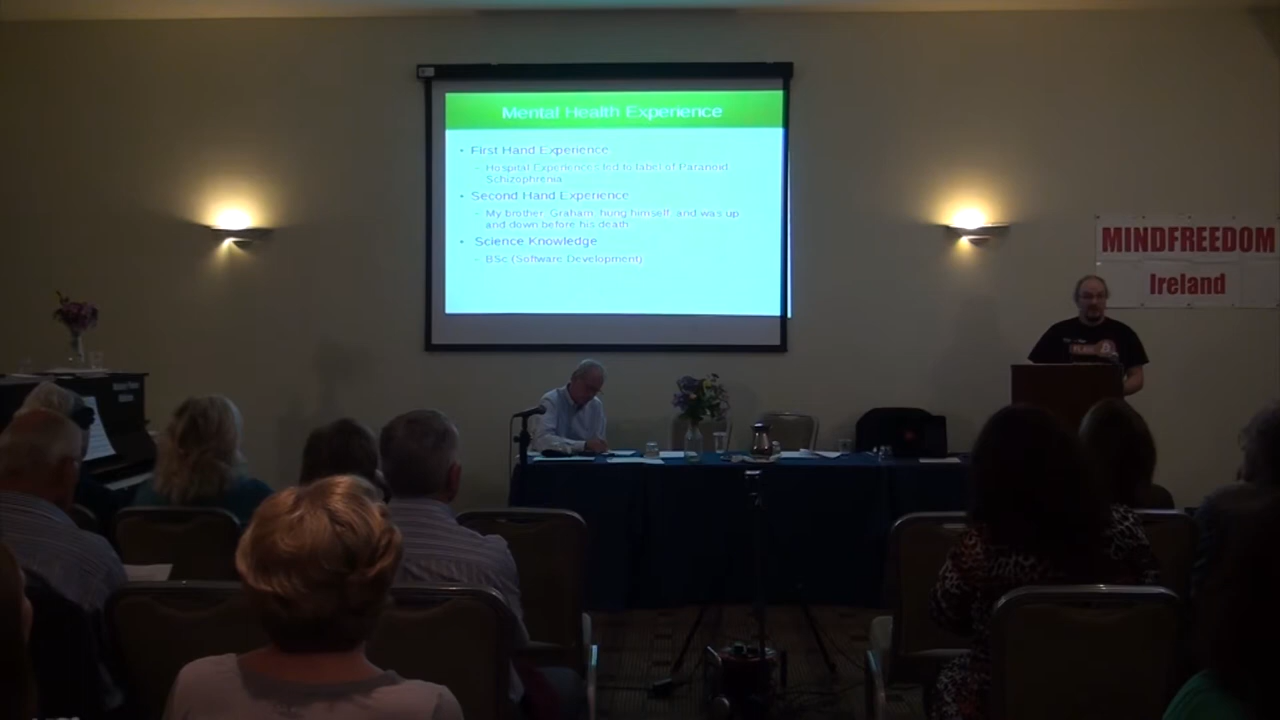 Mental Health Experience
• First Hand Experience
– Hospital Experiences led to label of Paranoid
Schizophrenia
• Second Hand Experience
– My brother, Graham, hung himself, and was up
and down before his death.
• Science Knowledge
– BSc (Software Development)
MINDFREEDOM
Ireland